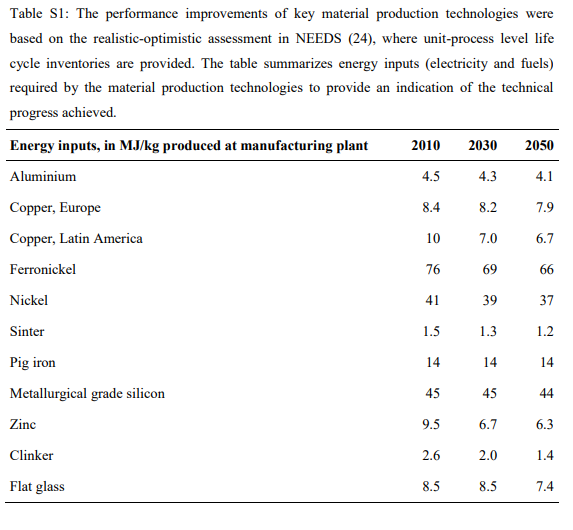 Table S1: The performance improvements of key material production technologies were
based on the realistic-optimistic assessment in NEEDS (24), where unit-process level life
cycle inventories are provided. The table summarizes energy inputs (electricity and fuels)
required by the material production technologies to provide an indication of the technical
progress achieved.
Energy inputs, in MJ/kg produced at manufacturing plant 2010 2030 2050
Aluminium 4.5 4.3 4.1
Copper, Europe 8.4 8.2 7.9
Copper, Latin America 10 7.0 6.7
Ferronickel 76 69 66
Nickel 41 39 37
Sinter 1.5 1.3 1.2
Pig iron 14 14 14
Metallurgical grade silicon 45 45 44
Zinc 9.5 6.7 6.3
Clinker 2.6 2.0 1.4
Flat glass 8.5 8.5 7.4